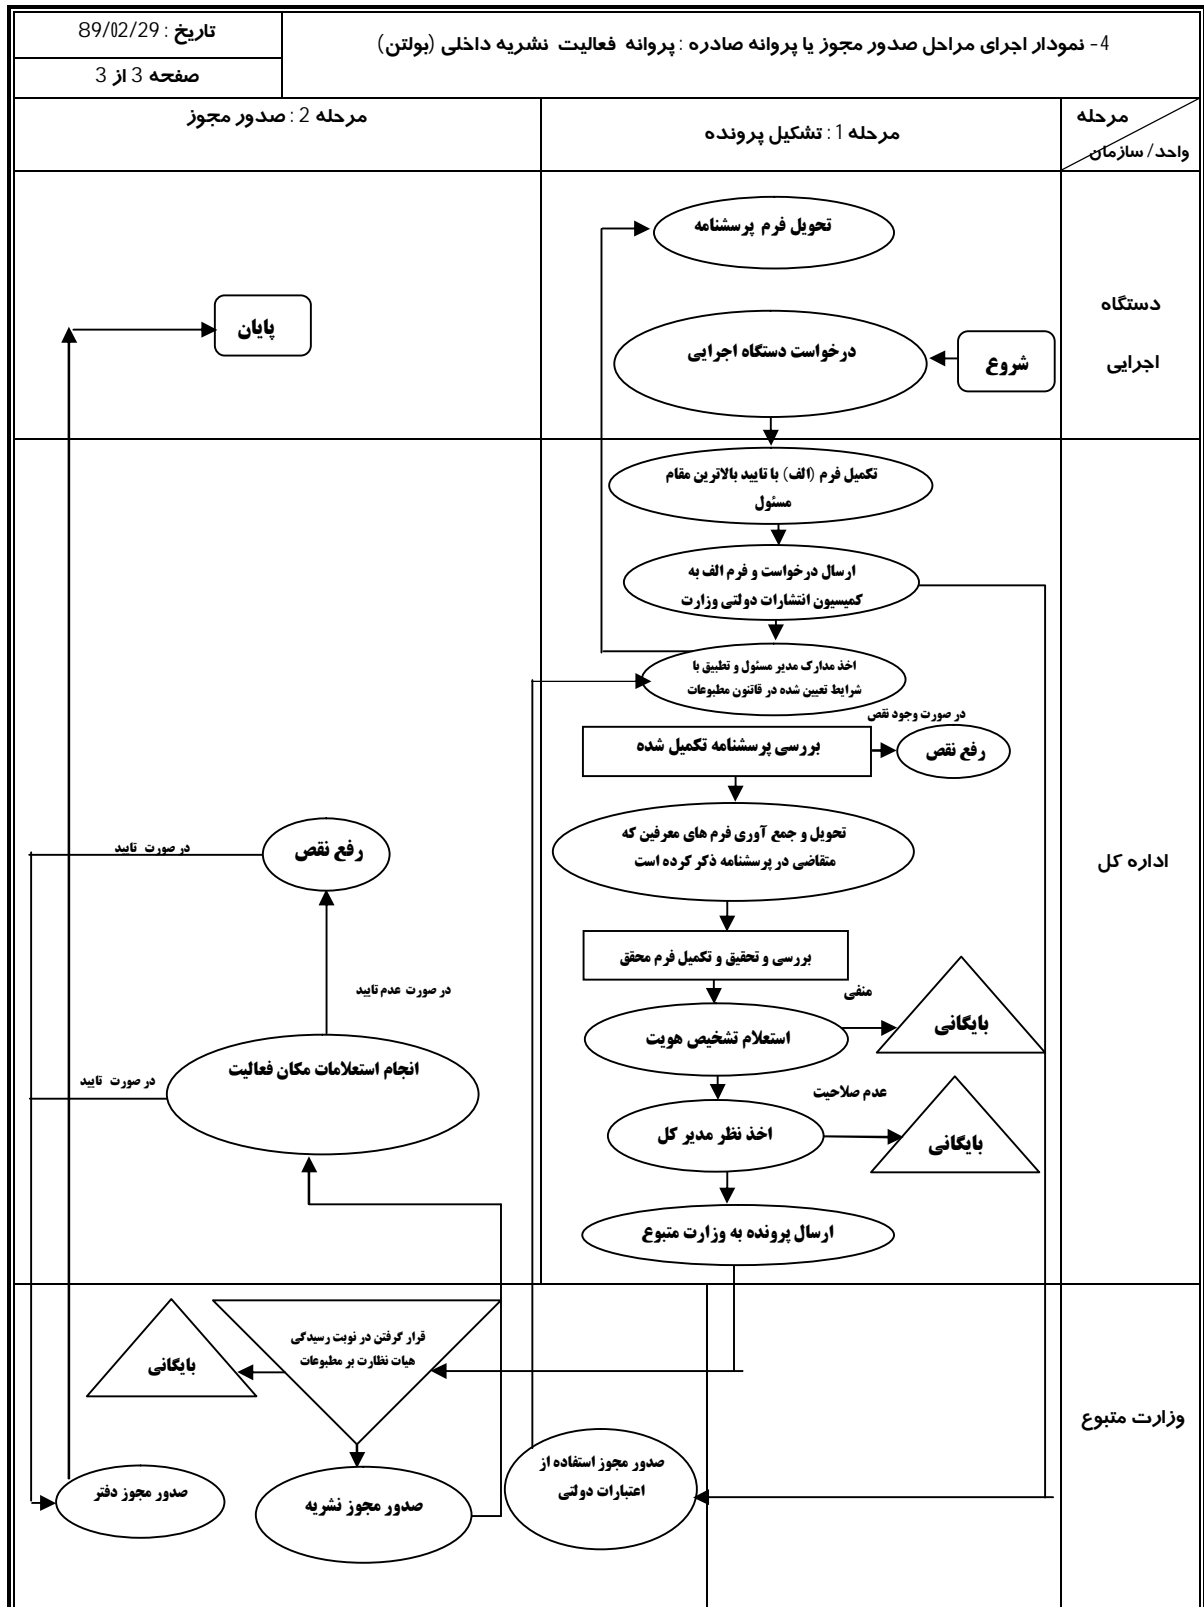 4- نمودار اجرای مراحل صدور مجوز یا پروانه صادره : پروانه فعالیت نشریه داخلی (بولتن)
تاریخ : 89/02/29
صفحه 3 از 3
مرحله
واحد/ سازمان
مرحله 1 : تشکیل پرونده
مرحله 2 : صدور مجوز
دستگاه
اجرایی
تحویل فرم پرسشنامه
شروع
درخواست دستگاه اجرایی
پایان
اداره کل
تکمیل فرم (الف) با تایید بالاترین مقام
مسئول
ارسال درخواست و فرم الف به
کمیسیون انتشارات دولتی وزارت
اخذ مدارک مدیر مسئول و تطبیق با
شرایط تعیین شده در قانون مطبوعات
در صورت وجود نقص
بررسی پرسشنامه تکمیل شده
رفع نقص
تحویل و جمع آوری فرم های معرفین که
متقاضی در پرسشنامه ذکر کرده است
بررسی و تحقیق و تکمیل فرم محقق
منفی
استعلام تشخیص هویت
بایگانی
عدم صلاحیت
اخذ نظر مدیر کل
بایگانی
ارسال پرونده به وزارت متبوع
رفع نقص
در صورت تایید
در صورت عدم تایید
انجام استعلامات مکان فعالیت
در صورت تایید
وزارت متبوع
قرار گرفتن در نوبت رسیدگی
هیات نظارت بر مطبوعات
بایگانی
صدور مجوز استفاده از
اعتبارات دولتی
صدور مجوز نشریه
صدور مجوز دفتر